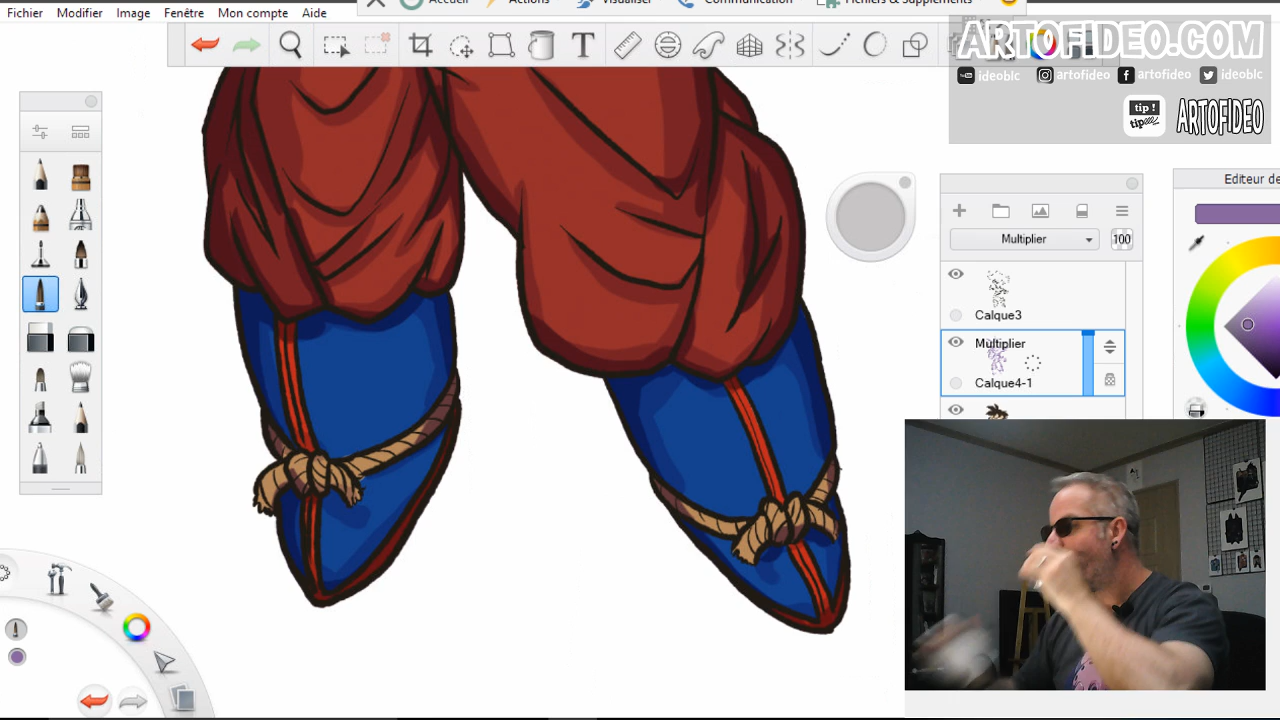 Accueil
Actions
Visualiser
Communication
Fichiers & Suppléments
Fichier Modifier Image Fenêtre Mon compte Aide
ARTOFIDEO.COM
ideoblc artofideo artofideo ideoblc
tip !
tip
ARTOFIDEO
T
Editeur de
Multiplier 100
Calque3
Multiplier
Calque4-1